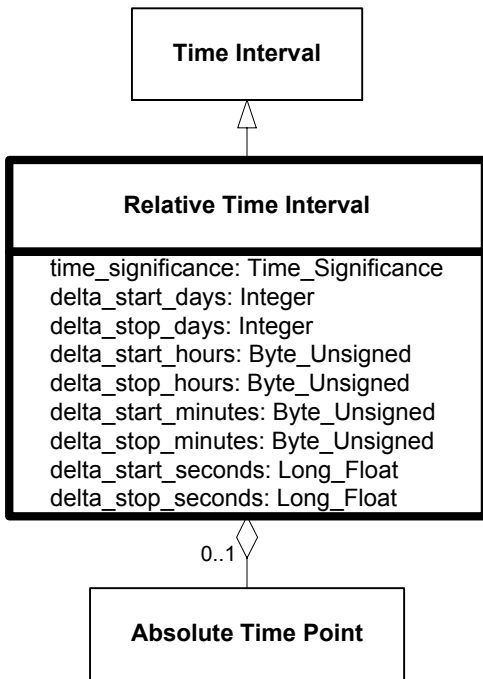 Time Interval
Relative Time Interval
time_significance: Time_Significance
delta_start_days: Integer
delta_stop_days: Integer
delta_start_hours: Byte_Unsigned
delta_stop_hours: Byte_Unsigned
delta_start_minutes: Byte_Unsigned
delta_stop_minutes: Byte_Unsigned
delta_start_seconds: Long_Float
delta_stop_seconds: Long_Float
0..1
Absolute Time Point